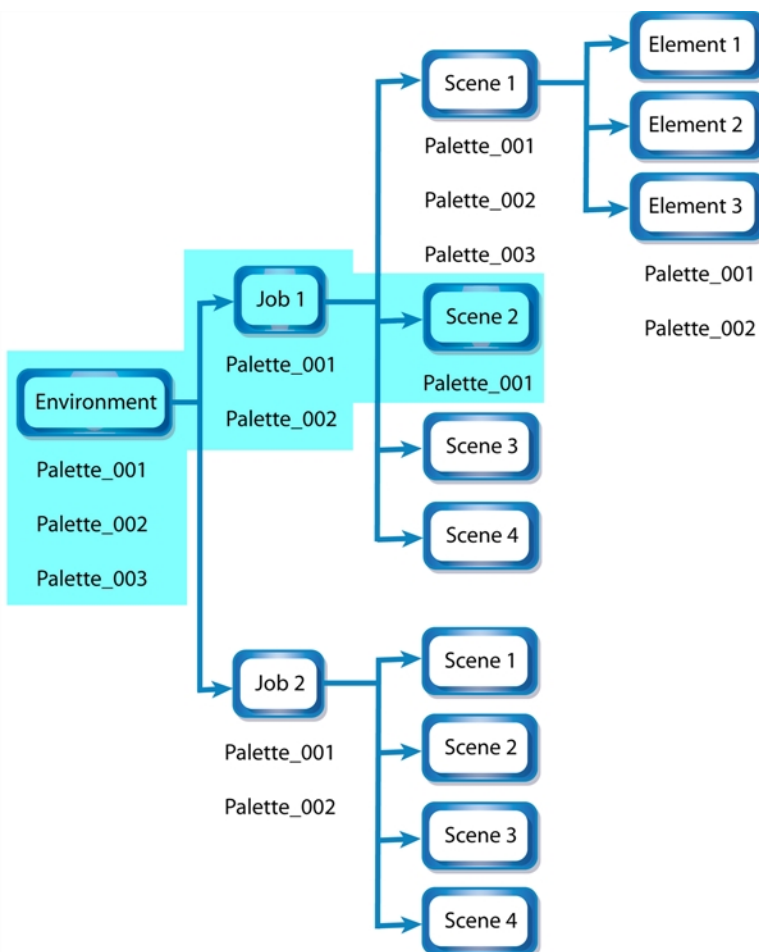 Element 1
Scene 1
Element 2
Palette_001
Palette_002
Element 3
Palette_003
Palette_001
Job 1
Scene 2
Palette_002
Palette_001
Palette_001
Environment
Palette_002
Scene 3
Palette_001
Palette_002
Scene 4
Palette_003
Scene 1
Job 2
Scene 2
Palette_001
Palette_002
Scene 3
Scene 4